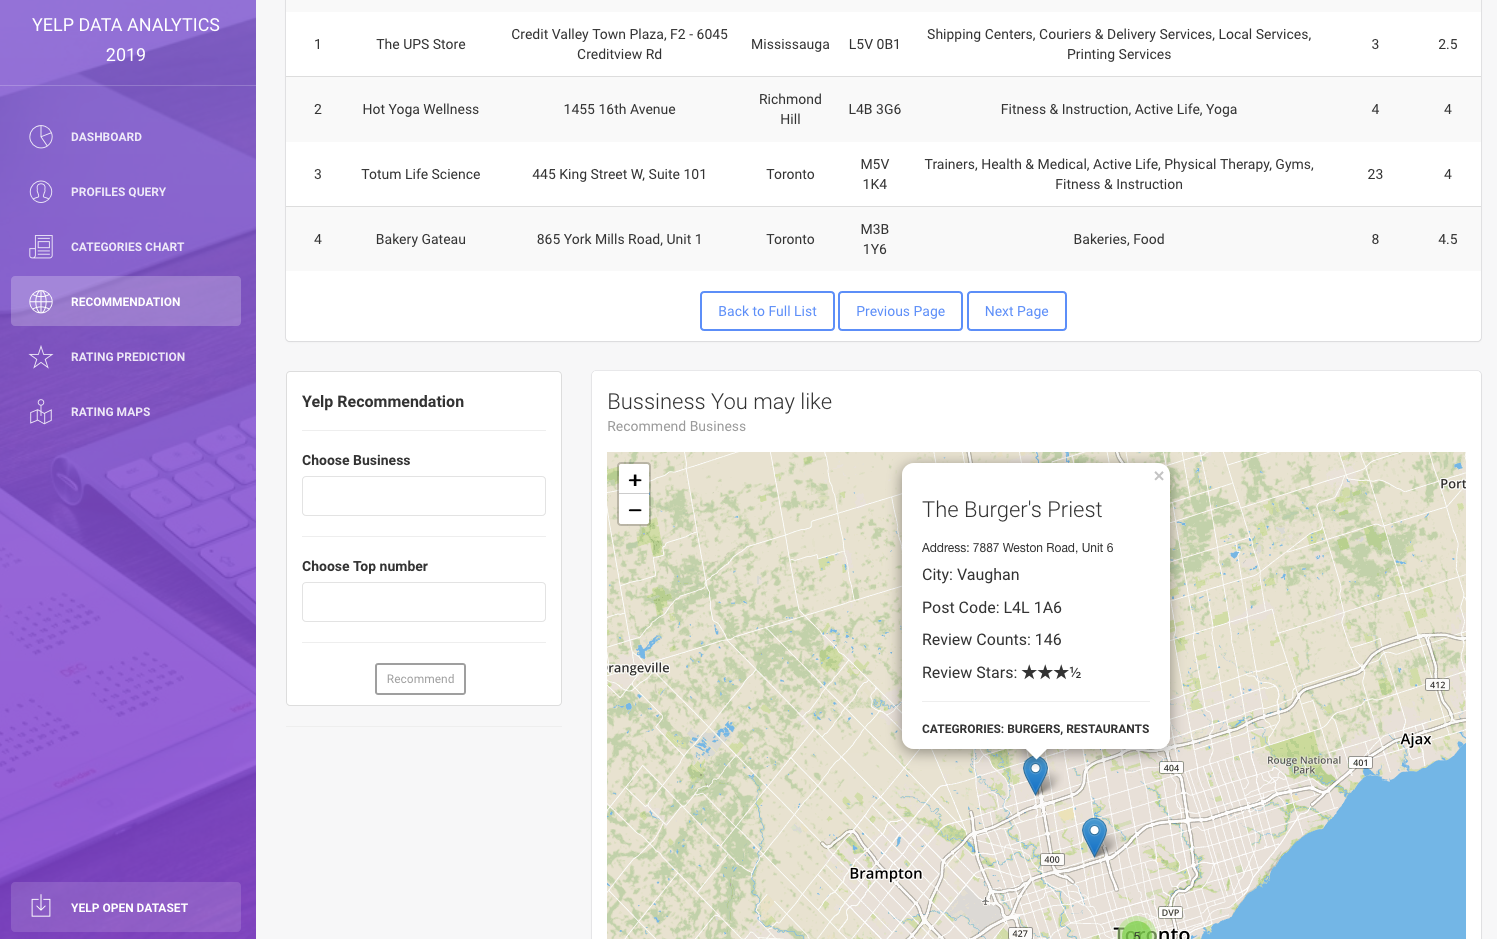 YELP DATA ANALYTICS
2019
DASHBOARD
PROFILES QUERY
CATEGORIES CHART
RECOMMENDATION
RATING PREDICTION
RATING MAPS
YELP OPEN DATASET
1 The UPS Store Credit Valley Town Plaza, F2 - 6045 Creditview Rd Mississauga L5V 0B1 Shipping Centers, Couriers & Delivery Services, Local Services, Printing Services 3 2.5
2 Hot Yoga Wellness 1455 16th Avenue Richmond Hill L4B 3G6 Fitness & Instruction, Active Life, Yoga 4 4
3 Totum Life Science 445 King Street W, Suite 101 Toronto M5V 1K4 Trainers, Health & Medical, Active Life, Physical Therapy, Gyms, Fitness & Instruction 23 4
4 Bakery Gateau 865 York Mills Road, Unit 1 Toronto M3B 1Y6 Bakeries, Food 8 4.5
Back to Full List Previous Page Next Page
Yelp Recommendation
Choose Business
Choose Top number
Recommend
Bussiness You may like
Recommend Business
+
−
×
The Burger's Priest
Address: 7887 Weston Road, Unit 6
City: Vaughan
Post Code: L4L 1A6
Review Counts: 146
Review Stars: ★★★½
CATEGRORIES: BURGERS, RESTAURANTS
Port
rangeville
412
Ajax
Rouge National
Park
401
404
400
Brampton
DVP
427
Toronto
5